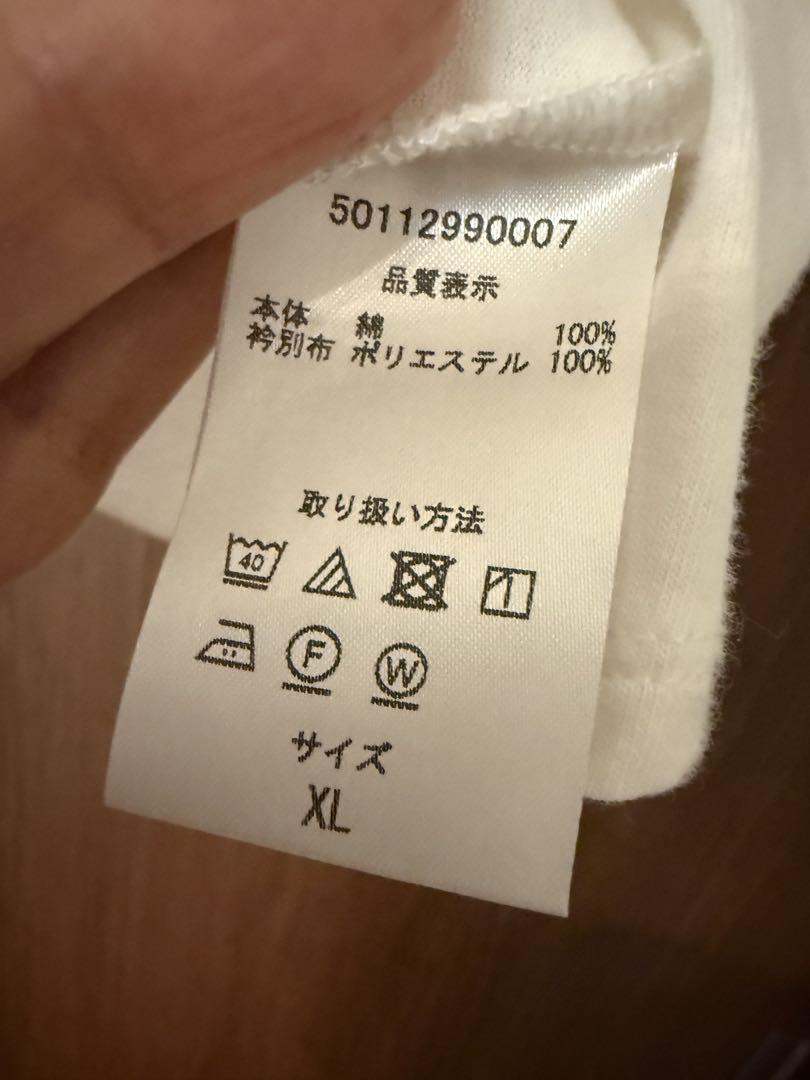 50112990007
品質表示
本体 綿 100%
衿別布 ポリエステル 100%
取り扱い方法
40
F W
サイズ
XL